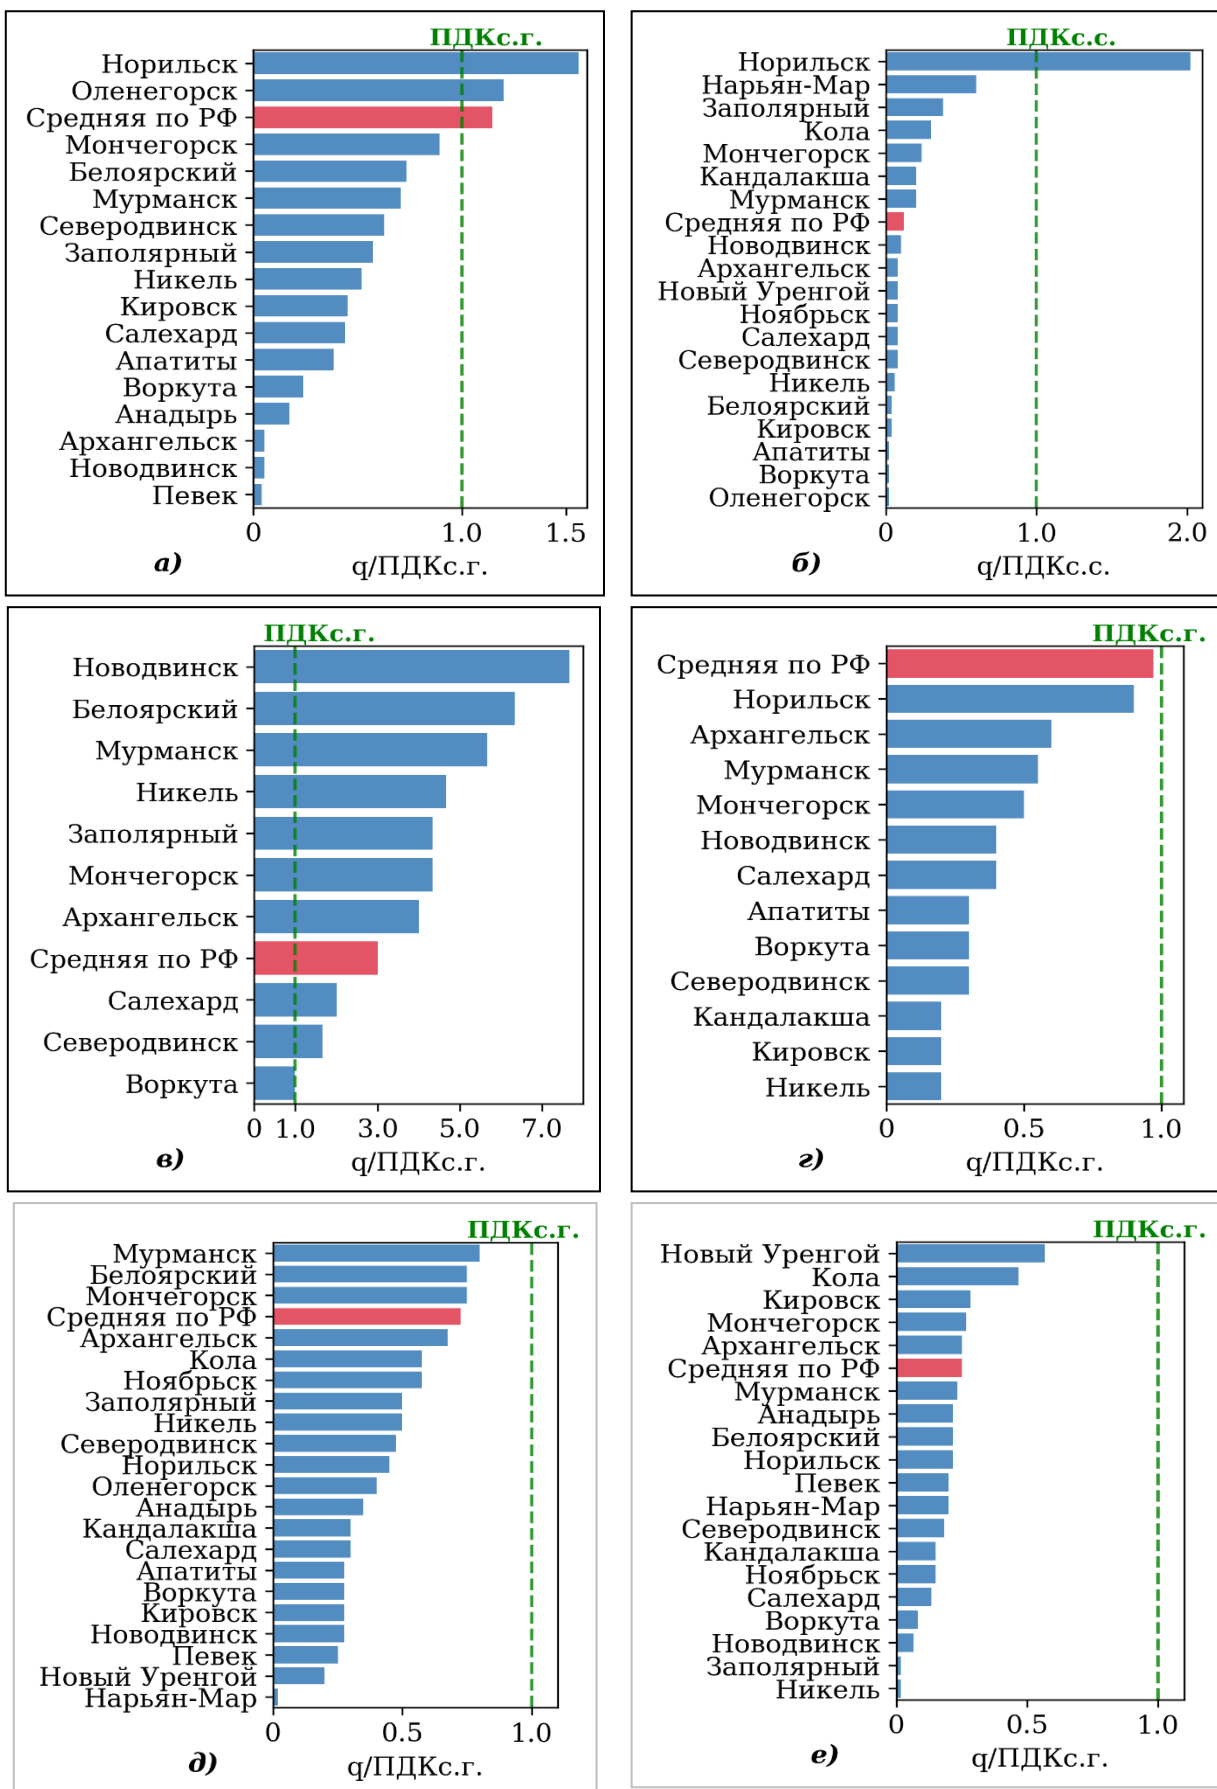 ПДКс.г.
Норильск
Оленегорск
Средняя по РФ
Мончегорск
Белоярский
Мурманск
Северодвинск
Заполярный
Никель
Кировск
Салехард
Апатиты
Воркута
Анадырь
Архангельск
Новодвинск
Певек
0 1.0 1.5
а) q/ПДКс.г.
ПДКс.с.
Норильск
Нарьян-Мар
Заполярный
Кола
Мончегорск
Кандалакша
Мурманск
Средняя по РФ
Новодвинск
Архангельск
Новый Уренгой
Ноябрьск
Салехард
Северодвинск
Никель
Белоярский
Кировск
Апатиты
Воркута
Оленегорск
0 1.0 2.0
б) q/ПДКс.с.
ПДКс.г.
Новодвинск
Белоярский
Мурманск
Никель
Заполярный
Мончегорск
Архангельск
Средняя по РФ
Салехард
Северодвинск
Воркута
0 1.0 3.0 5.0 7.0
в) q/ПДКс.г.
ПДКс.г.
Средняя по РФ
Норильск
Архангельск
Мурманск
Мончегорск
Новодвинск
Салехард
Апатиты
Воркута
Северодвинск
Кандалакша
Кировск
Никель
0 0.5 1.0
г) q/ПДКс.г.
ПДКс.г.
Мурманск
Белоярский
Мончегорск
Средняя по РФ
Архангельск
Кола
Ноябрьск
Заполярный
Никель
Северодвинск
Норильск
Оленегорск
Анадырь
Кандалакша
Салехард
Апатиты
Воркута
Кировск
Новодвинск
Певек
Новый Уренгой
Нарьян-Мар
0 0.5 1.0
д) q/ПДКс.г.
ПДКс.г.
Новый Уренгой
Кола
Кировск
Мончегорск
Архангельск
Средняя по РФ
Мурманск
Анадырь
Белоярский
Норильск
Певек
Нарьян-Мар
Северодвинск
Кандалакша
Ноябрьск
Салехард
Воркута
Новодвинск
Заполярный
Никель
0 0.5 1.0
е) q/ПДКс.г.